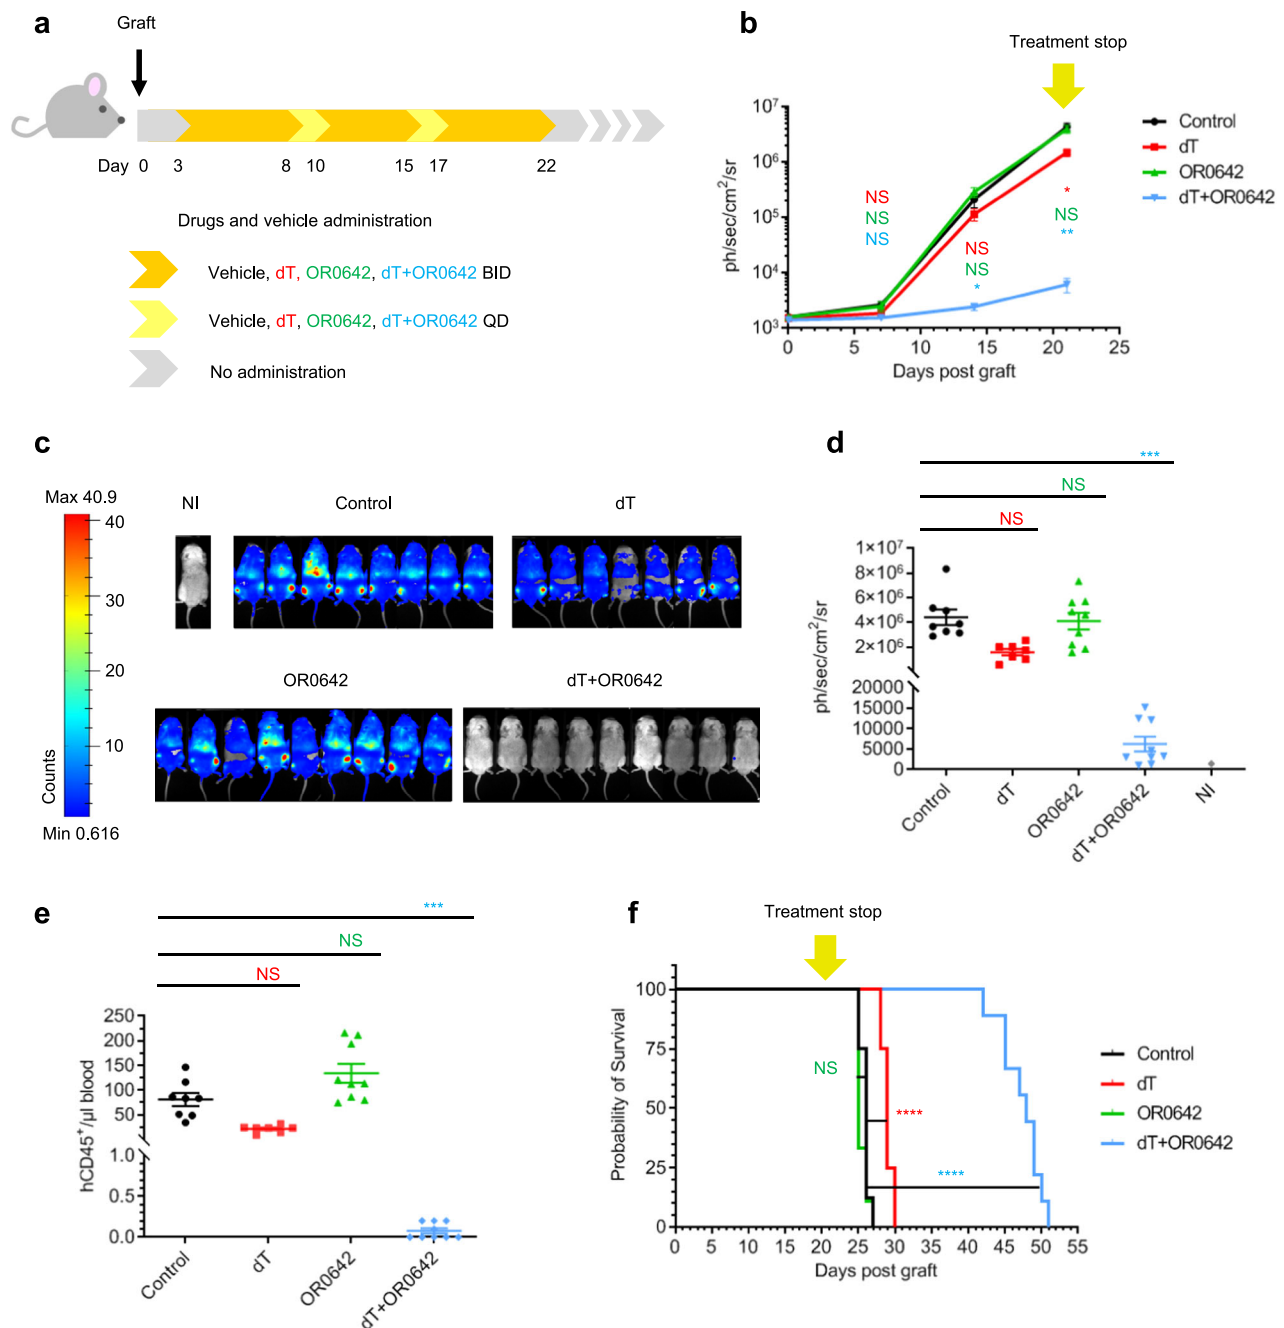 a
Graft
Day 0 3 8 10 15 17 22
Drugs and vehicle administration
Vehicle, dT, OR0642, dT+OR0642 BID
Vehicle, dT, OR0642, dT+OR0642 QD
No administration
b
Treatment stop
ph/sec/cm²/sr
10⁷
10⁶
10⁵
10⁴
10³
NS
NS
NS
NS
NS
*
*
NS
**
0 5 10 15 20 25
Days post graft
Control
dT
OR0642
dT+OR0642
c
Max 40.9
40
30
20
10
Min 0.616
Counts
NI
Control
dT
OR0642
dT+OR0642
d
***
NS
NS
ph/sec/cm²/sr
1×10⁷
8×10⁶
6×10⁶
4×10⁶
2×10⁶
20000
15000
10000
5000
0
Control
dT
OR0642
dT+OR0642
NI
e
***
NS
NS
hCD45⁺/µl blood
250
200
150
100
50
1.0
0.5
0.0
Control
dT
OR0642
dT+OR0642
f
Treatment stop
Probability of Survival
100
75
50
25
0
NS
****
****
0 5 10 15 20 25 30 35 40 45 50 55
Days post graft
Control
dT
OR0642
dT+OR0642